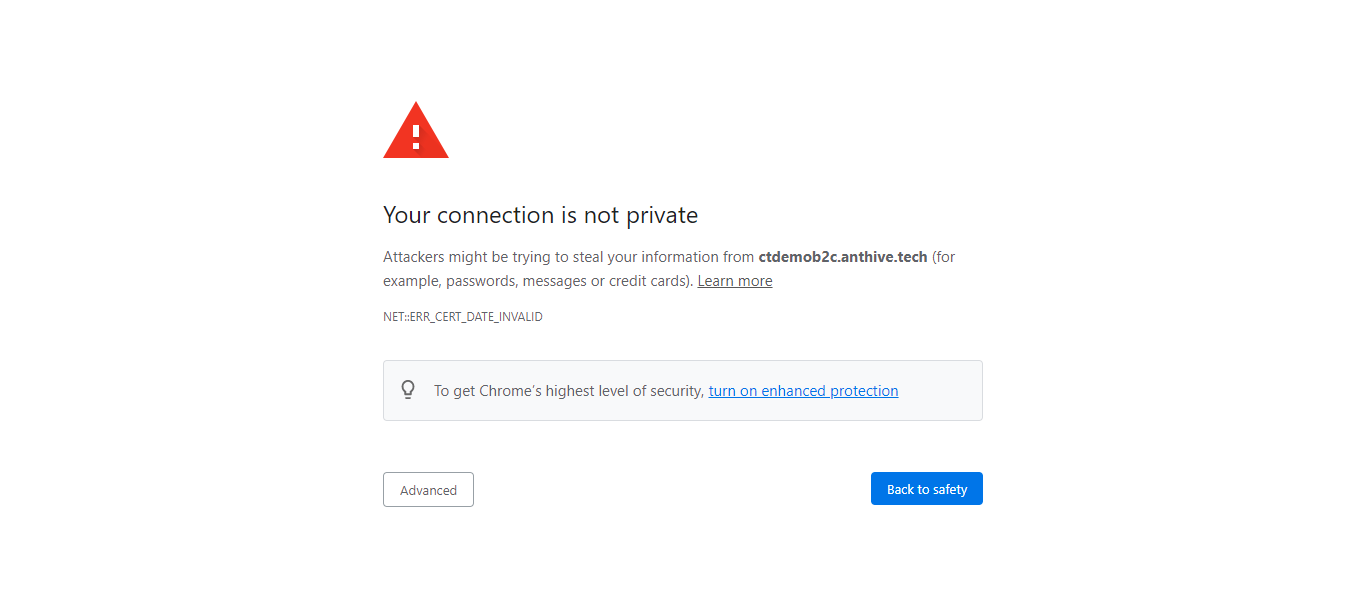 Your connection is not private
Attackers might be trying to steal your information from ctdemob2c.anthive.tech (for
example, passwords, messages or credit cards). Learn more
NET::ERR_CERT_DATE_INVALID
To get Chrome's highest level of security, turn on enhanced protection
Advanced
Back to safety